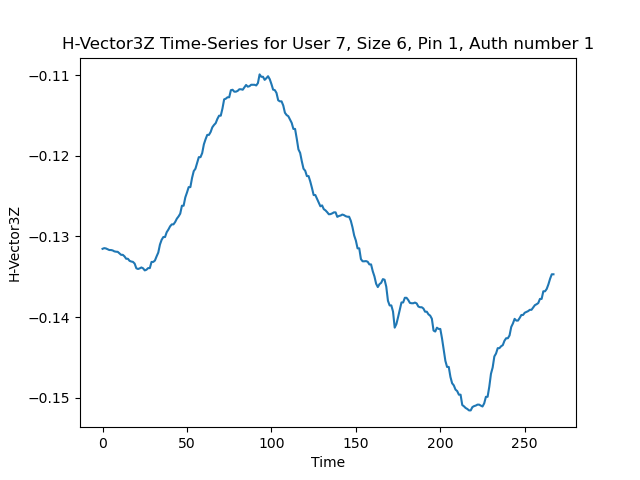 H-Vector3Z Time-Series for User 7, Size 6, Pin 1, Auth number 1
−0.11
−0.12
−0.13
−0.14
−0.15
H-Vector3Z
0 50 100 150 200 250
Time